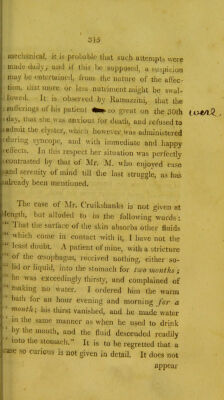 315
mechanical, it is probable that such attempts were
made daily, and if this be supposed, a suspicion
may be entertained, from the nature of the affec-
tion, that more or less nutriment might be swal-
lowed. It is observed by Ramazzini, that the
sufferings of his patient so great on the 50th were
day, that she was anxious for death, and refused to
admit the clyster, which however was administered
during syncope, and with immediate and happy
effects. In this respect her situation was perfectly
contrasted by that of Mr. M. who enjoyed ease
and serenity of mind till the last struggle, as has
already been mentioned.
The case of Mr. Cruikshanks is not given at
length, but alluded to in the following words:
" That the surface of the skin absorbs other fluids
" which come in contact with it, I have not the
" least doubt. A patient of mine, with a stricture
" of the œsophagus, received nothing, either so-
" lid or liquid, into the stomach for two months;
" he was exceedingly thirsty, and complained of
" making no water. I ordered him the warm
" bath for an hour evening and morning for a
" month; his thirst vanished, and he made water
" in the same manner as when he used to drink
" by the mouth, and the fluid descended readily
" into the stomach." It is to be regretted that a
case so curious is not given in detail. It does not
appear